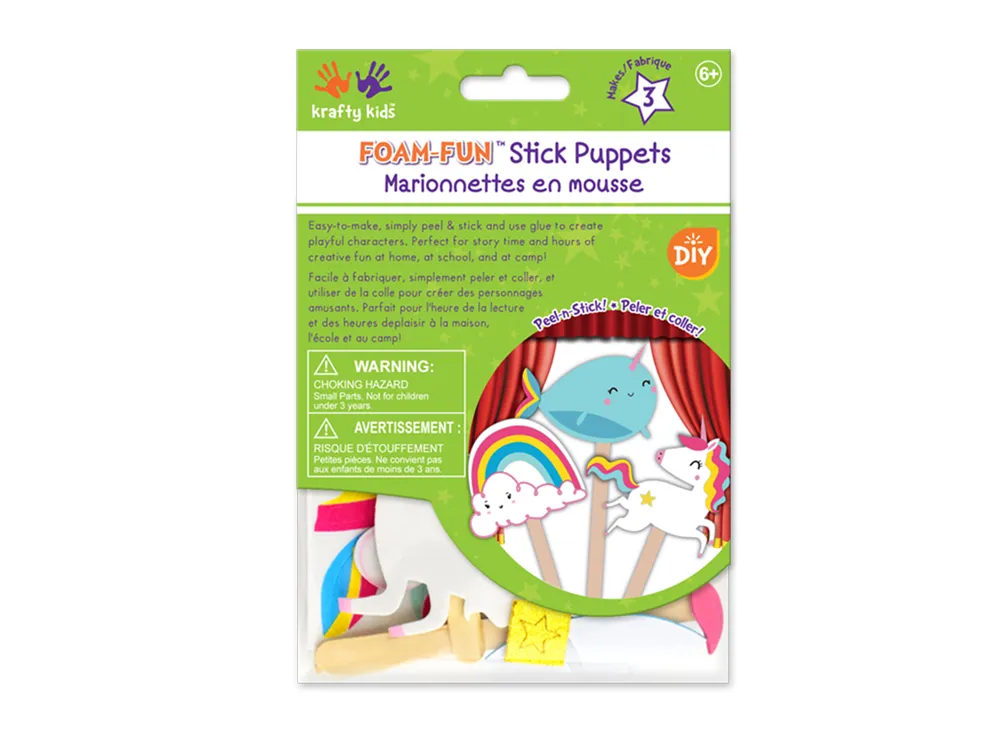 krafty kids™
Makes/Fabrique
3
6+
FOAM-FUN™ Stick Puppets
Marionnettes en mousse
Easy-to-make, simply peel & stick and use glue to create
playful characters. Perfect for story time and hours of
creative fun at home, at school, and at camp!
Facile à fabriquer, simplement peler et coller, et
utiliser de la colle pour créer des personnages
amusants. Parfait pour l'heure de la lecture
et des heures deplaisir à la maison,
l'école et au camp!
DIY
Peel-n-Stick! • Peler et coller!
WARNING:
CHOKING HAZARD
Small Parts. Not for children
under 3 years.
AVERTISSEMENT :
RISQUE D'ÉTOUFFEMENT
Petites pièces. Ne convient pas
aux enfants de moins de 3 ans.